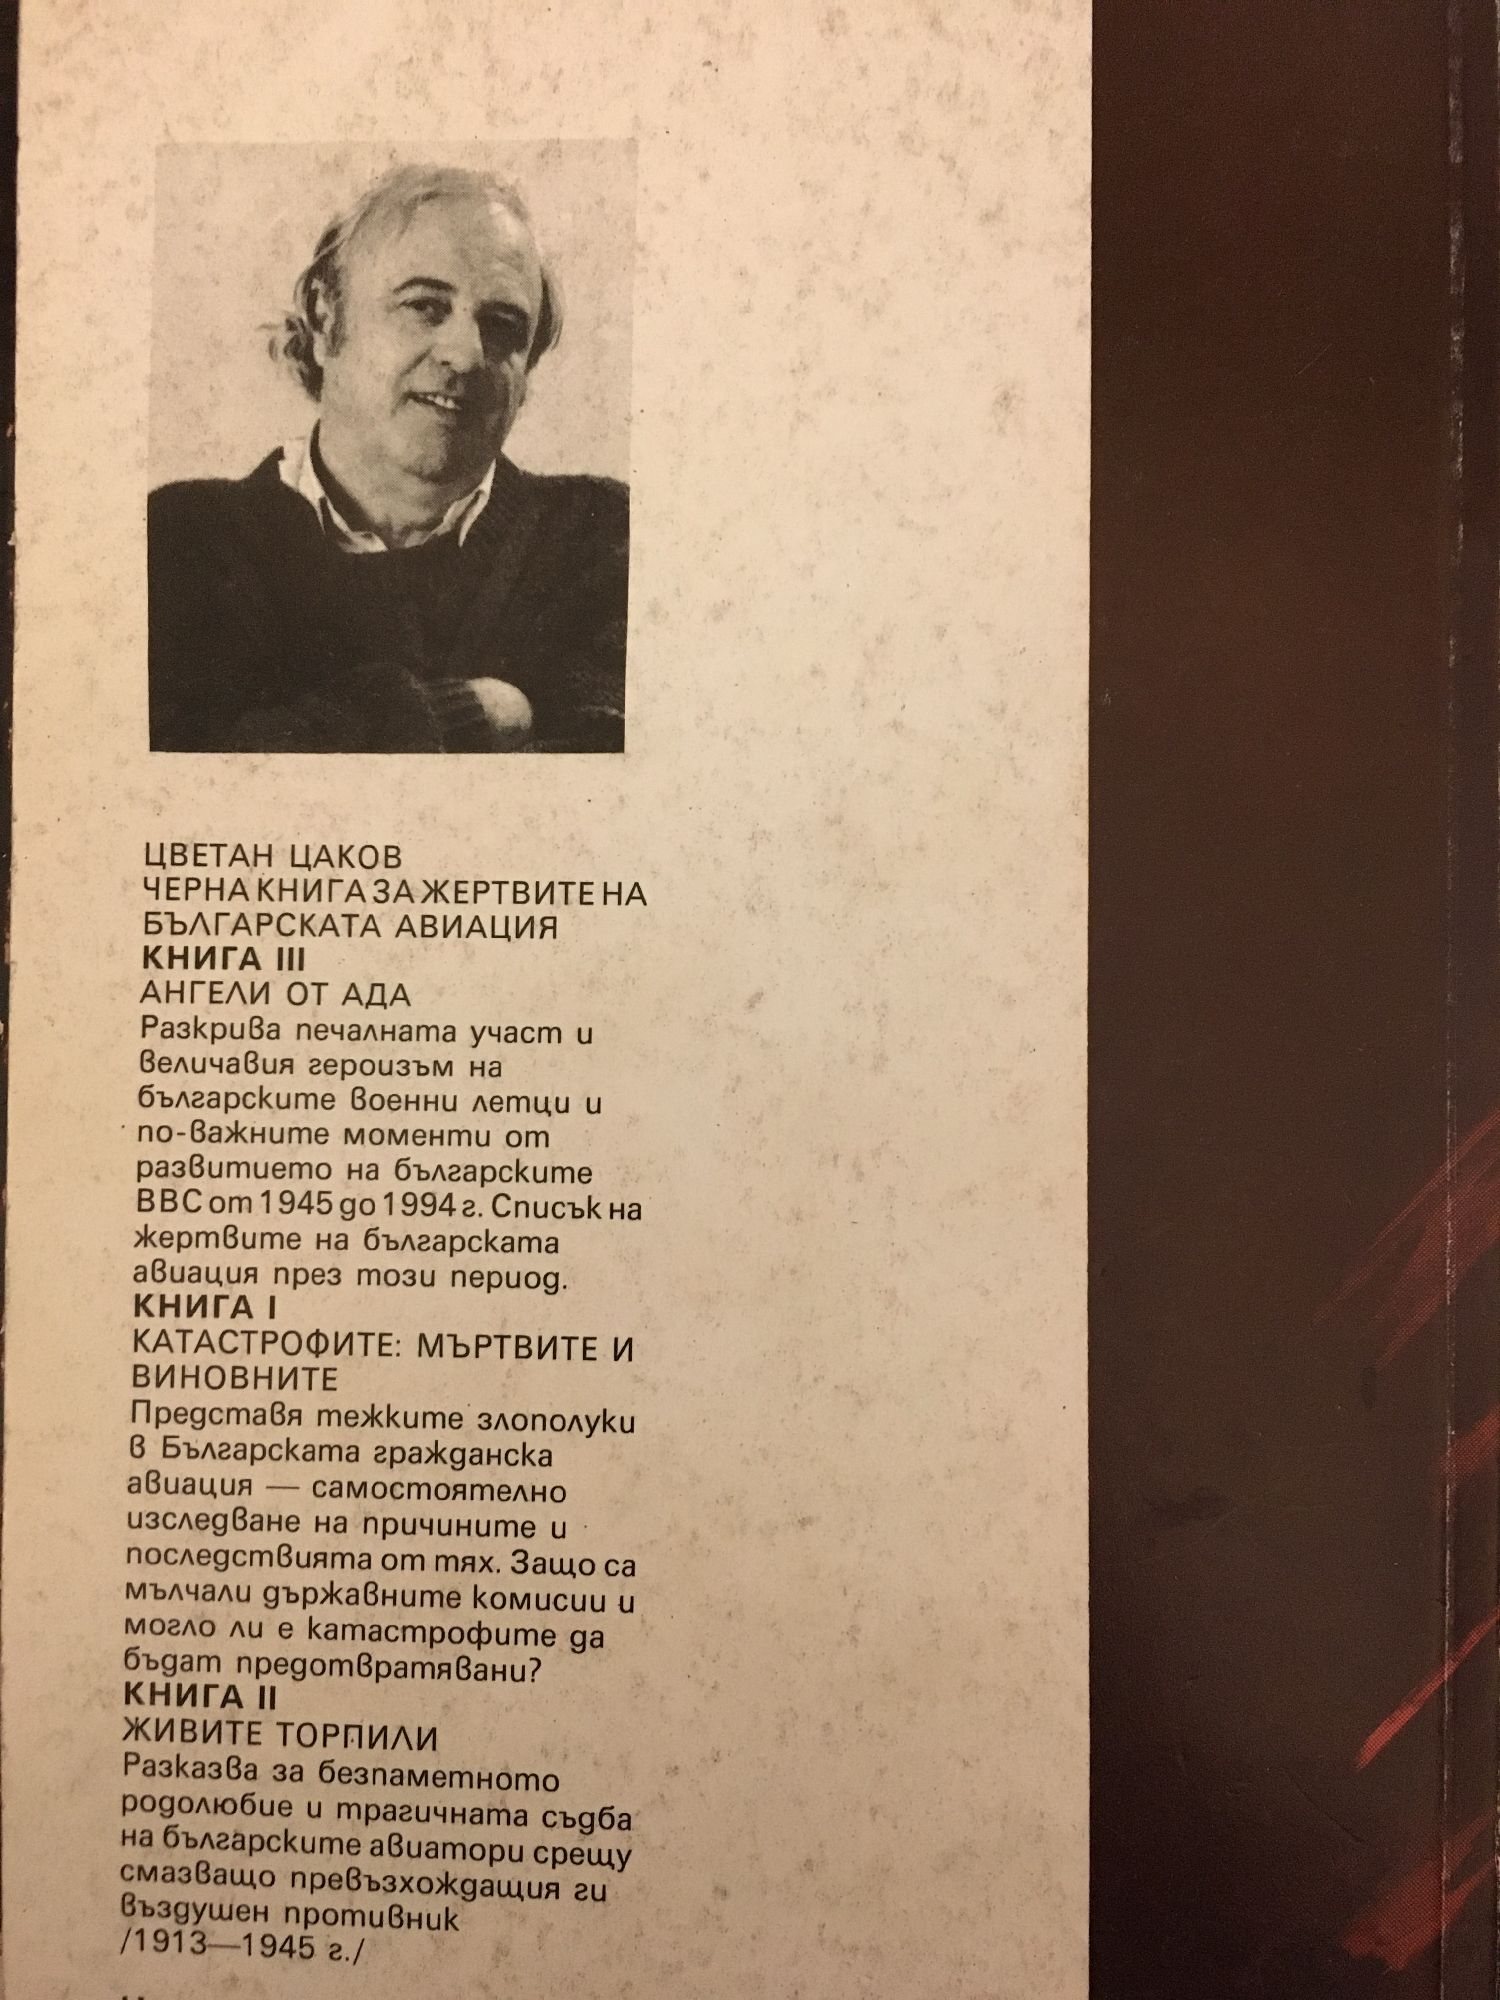 ЦВЕТАН ЦАКОВ
ЧЕРНА КНИГА ЗА ЖЕРТВИТЕ НА
БЪЛГАРСКАТА АВИАЦИЯ
КНИГА III
АНГЕЛИ ОТ АДА
Разкрива печалната участ и
величавия героизъм на
българските военни летци и
по-важните моменти от
развитието на българските
ВВС от 1945 до 1994 г. Списък на
жертвите на българската
авиация през този период.
КНИГА I
КАТАСТРОФИТЕ: МЪРТВИТЕ И
ВИНОВНИТЕ
Представя тежките злополуки
в Българската гражданска
авиация — самостоятелно
изследване на причините и
последствията от тях. Защо са
мълчали държавните комисии и
могло ли е катастрофите да
бъдат предотвратявани?
КНИГА II
ЖИВИТЕ ТОРПИЛИ
Разказва за безпаметното
родолюбие и трагичната съдба
на българските авиатори срещу
смазващо превъзхождащия ги
въздушен противник
/1913—1945 г./